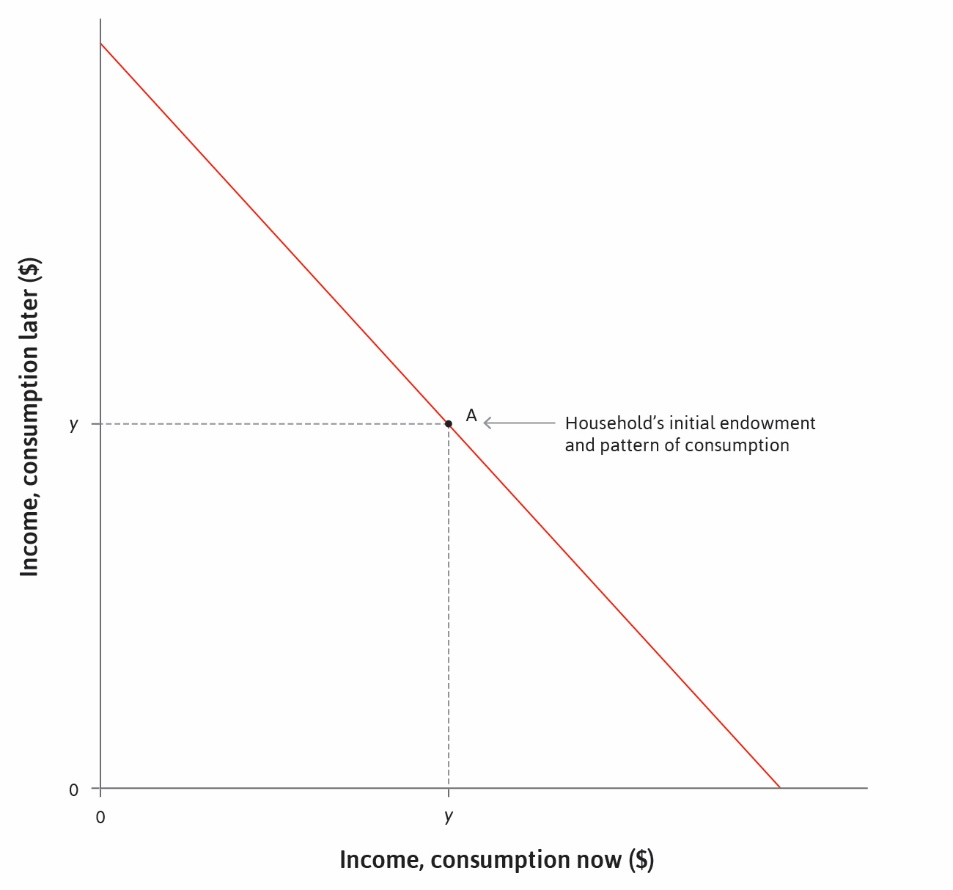 Income, consumption later ($)
y
A
Household's initial endowment
and pattern of consumption
0
0
y
Income, consumption now ($)